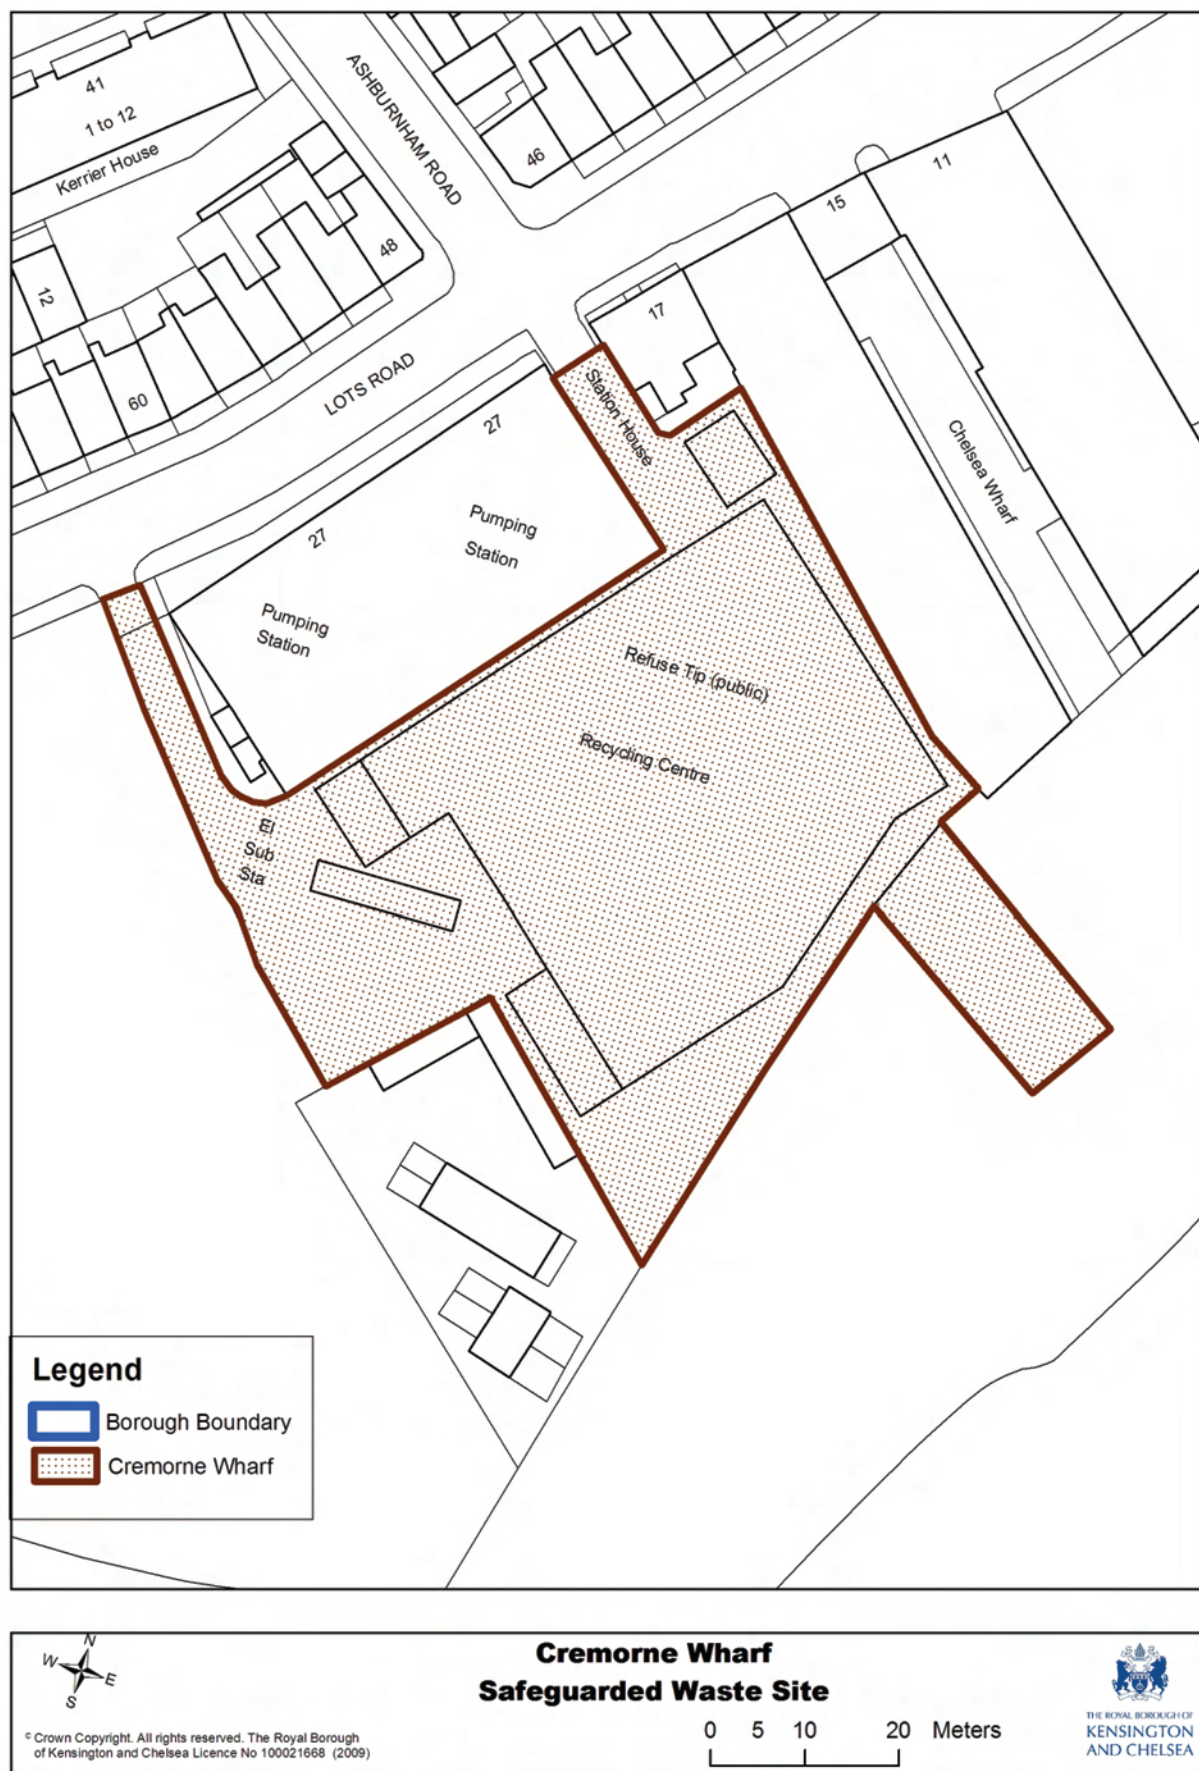 41
1 to 12
Kerrier House
ASHBURNHAM ROAD
46
48
12
60
LOTS ROAD
11
15
17
Station House
27
27
Pumping
Station
Pumping
Station
Chelsea Wharf
Refuse Tip (public)
Recycling Centre
El
Sub
Sta
Legend
Borough Boundary
Cremorne Wharf
N
W
E
S
Cremorne Wharf
Safeguarded Waste Site
0 5 10 20 Meters
© Crown Copyright. All rights reserved. The Royal Borough
of Kensington and Chelsea Licence No 100021668 (2009)
THE ROYAL BOROUGH OF
KENSINGTON
AND CHELSEA